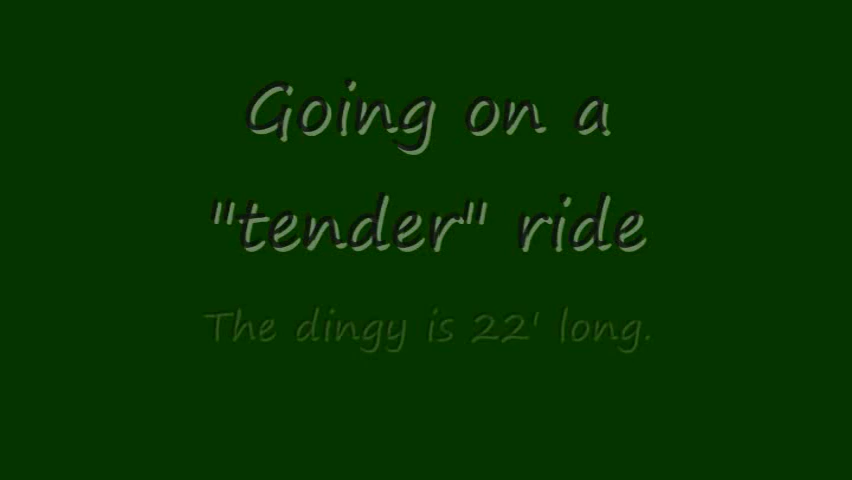 Going on a
"tender" ride
The dingy is 22' long.